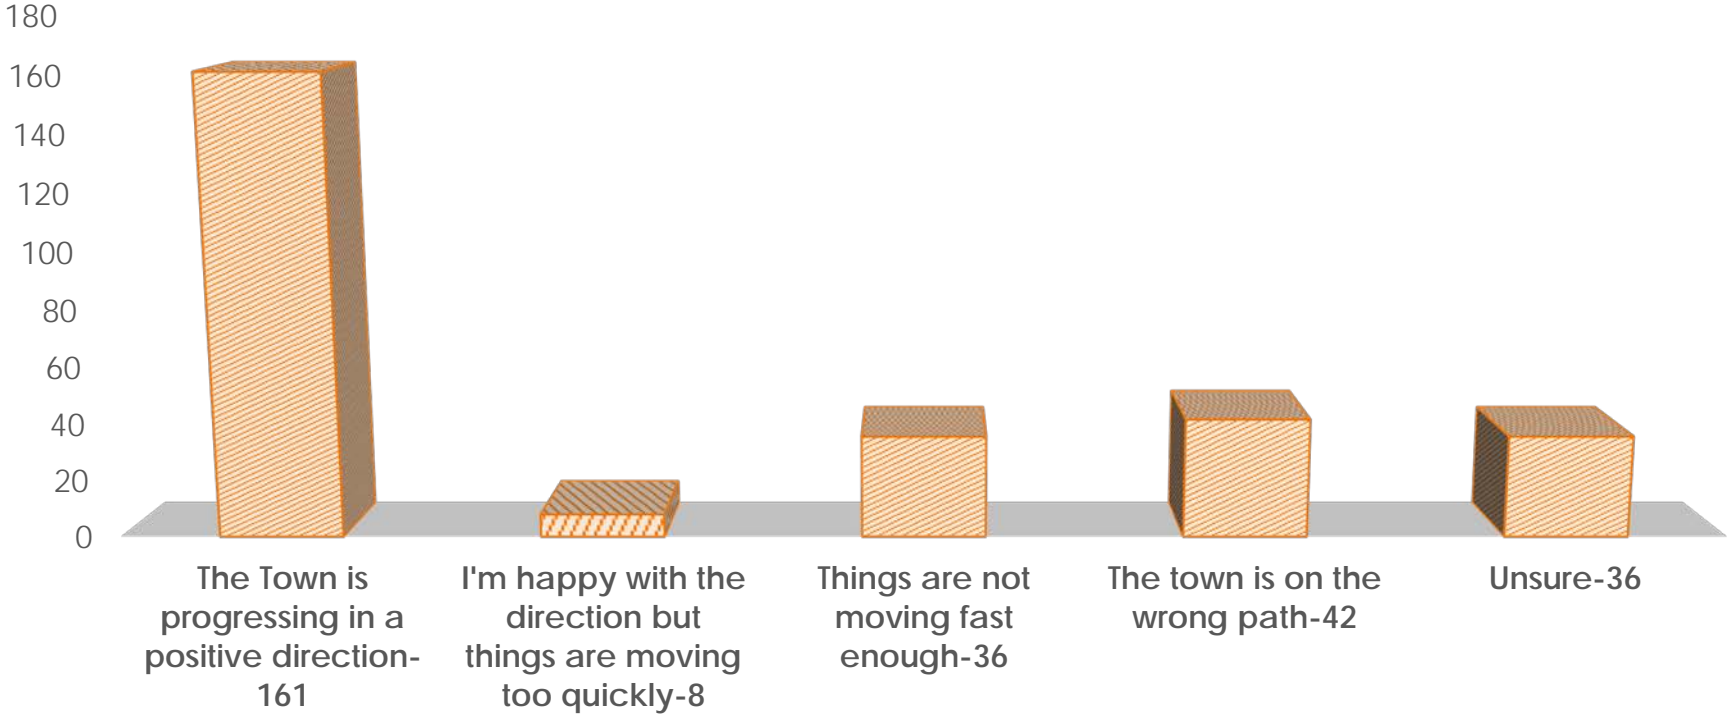 180
160
140
120
100
80
60
40
20
0
The Town is
progressing in a
positive direction-
161
I'm happy with the
direction but
things are moving
too quickly-8
Things are not
moving fast
enough-36
The town is on the
wrong path-42
Unsure-36